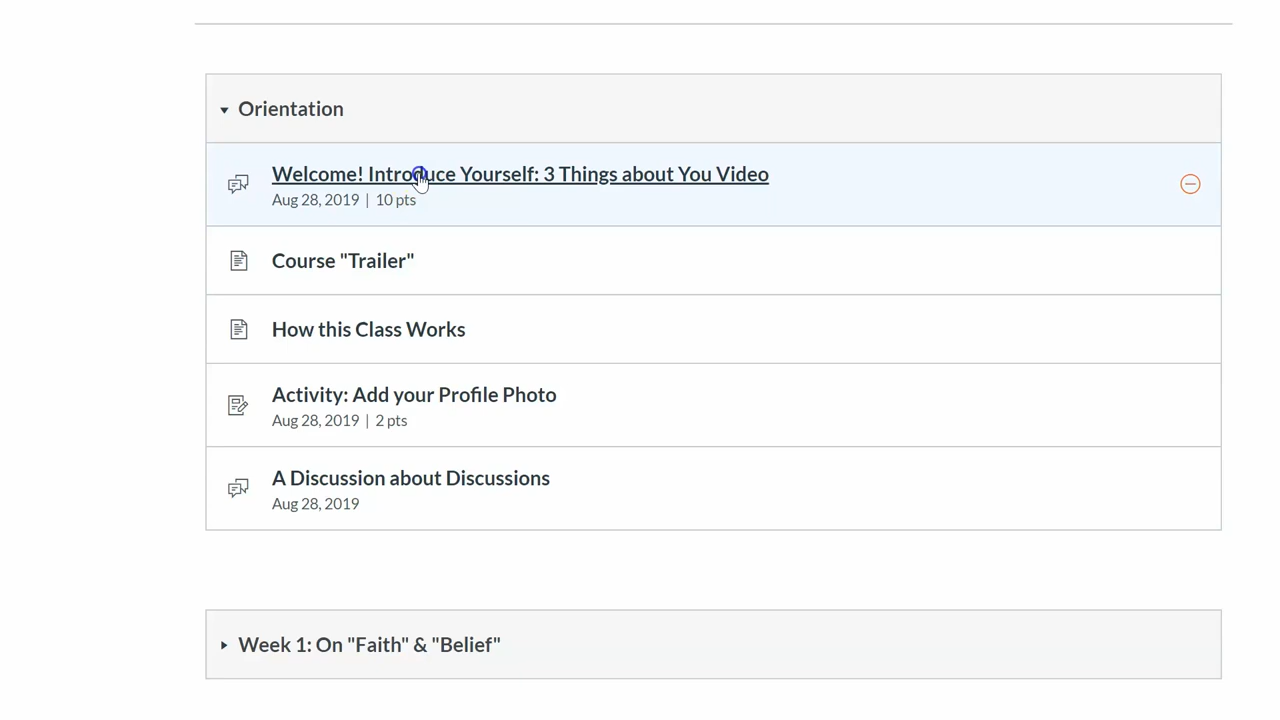 Orientation
Welcome! Introduce Yourself: 3 Things about You Video
Aug 28, 2019 | 10 pts
Course "Trailer"
How this Class Works
Activity: Add your Profile Photo
Aug 28, 2019 | 2 pts
A Discussion about Discussions
Aug 28, 2019
Week 1: On "Faith" & "Belief"